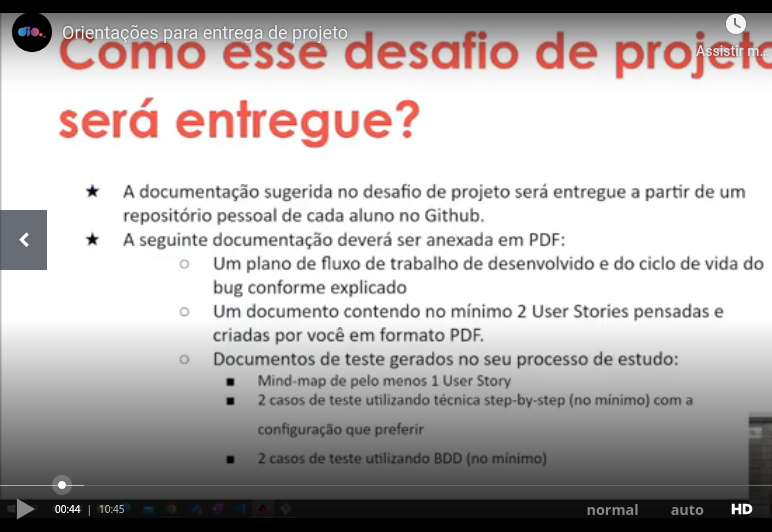 dio.
Orientações para entrega de projeto
Assistir m...
Como esse desafio de projeto
será entregue?
★ A documentação sugerida no desafio de projeto será entregue a partir de um
repositório pessoal de cada aluno no Github.
★ A seguinte documentação deverá ser anexada em PDF:
○ Um plano de fluxo de trabalho de desenvolvido e do ciclo de vida do
bug conforme explicado
○ Um documento contendo no mínimo 2 User Stories pensadas e
criadas por você em formato PDF.
○ Documentos de teste gerados no seu processo de estudo:
■ Mind-map de pelo menos 1 User Story
■ 2 casos de teste utilizando técnica step-by-step (no mínimo) com a
configuração que preferir
■ 2 casos de teste utilizando BDD (no mínimo)
00:44 | 10:45 normal auto HD